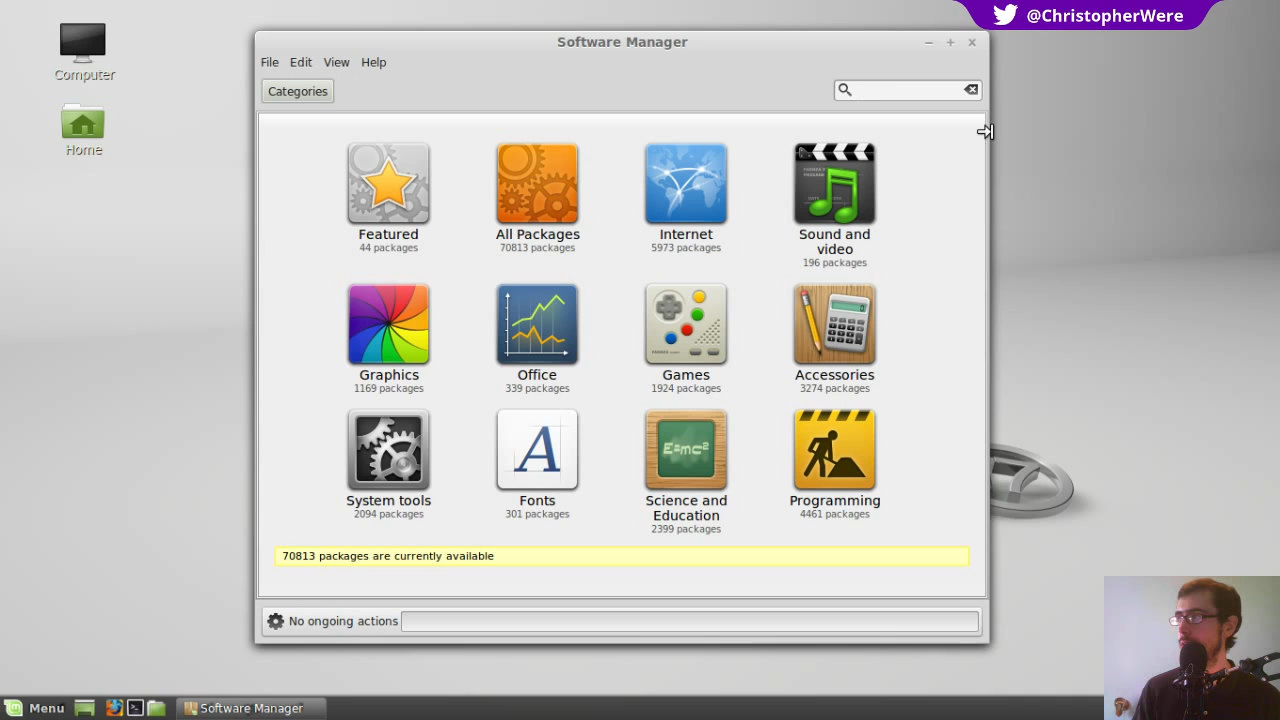 @ChristopherWere
Computer
Home
Software Manager
File Edit View Help
Categories
Featured
44 packages
All Packages
70813 packages
Internet
5973 packages
Sound and
video
196 packages
Graphics
1169 packages
Office
339 packages
Games
1924 packages
Accessories
3274 packages
System tools
2094 packages
A
Fonts
301 packages
E=mc²
Science and
Education
2399 packages
Programming
4461 packages
70813 packages are currently available
No ongoing actions
Menu
Software Manager